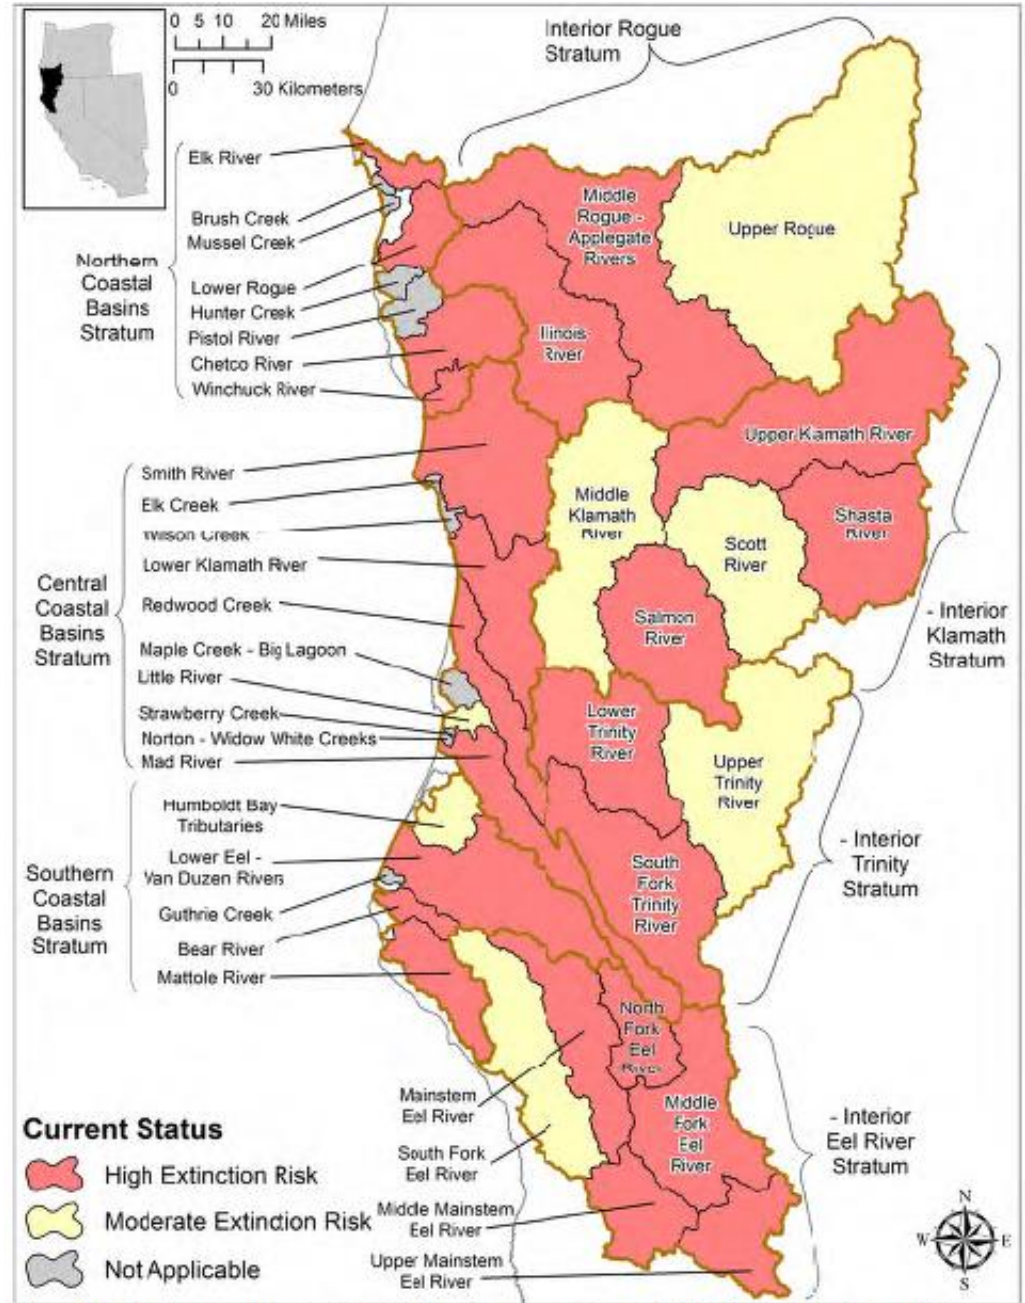 0 5 10 20 Miles
0 30 Kilometers
Interior Rogue
Stratum
Northern
Coastal
Basins
Stratum
Elk River
Brush Creek
Mussel Creek
Lower Rogue
Hunter Creek
Pistol River
Chetco River
Winchuck River
Middle
Rogue -
Applegate
Rivers
Upper Rogue
Illinois
River
Central
Coastal
Basins
Stratum
Smith River
Elk Creek
Wilson Creek
Lower Klamath River
Redwood Creek
Maple Creek - Big Lagoon
Little River
Strawberry Creek
Norton - Widow White Creeks
Mad River
Upper Klamath River
Middle
Klamath
River
Shasta
River
Scott
River
Salmon
River
- Interior
Klamath
Stratum
Lower
Trinity
River
Upper
Trinity
River
South
Fork
Trinity
River
- Interior
Trinity
Stratum
Southern
Coastal
Basins
Stratum
Humboldt Bay
Tributaries
Lower Eel -
Van Duzen Rivers
Guthrie Creek
Bear River
Mattole River
North
Fork
Eel
River
Middle
Fork
Eel
River
Mainstem
Eel River
South Fork
Eel River
Middle Mainstem
Eel River
Upper Mainstem
Eel River
- Interior
Eel River
Stratum
Current Status
High Extinction Risk
Moderate Extinction Risk
Not Applicable
N
W E
S